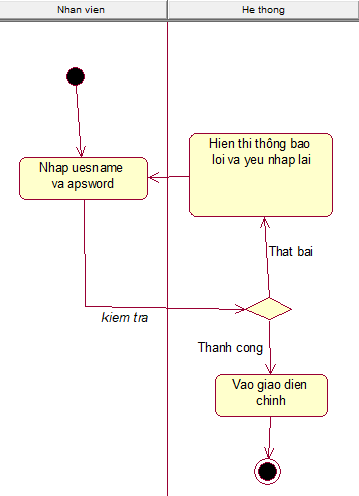 Nhan vien
He thong
Nhap uesname
va apsword
Hien thi thông bao
loi va yeu nhap lai
That bai
kiem tra
Thanh cong
Vao giao dien
chinh